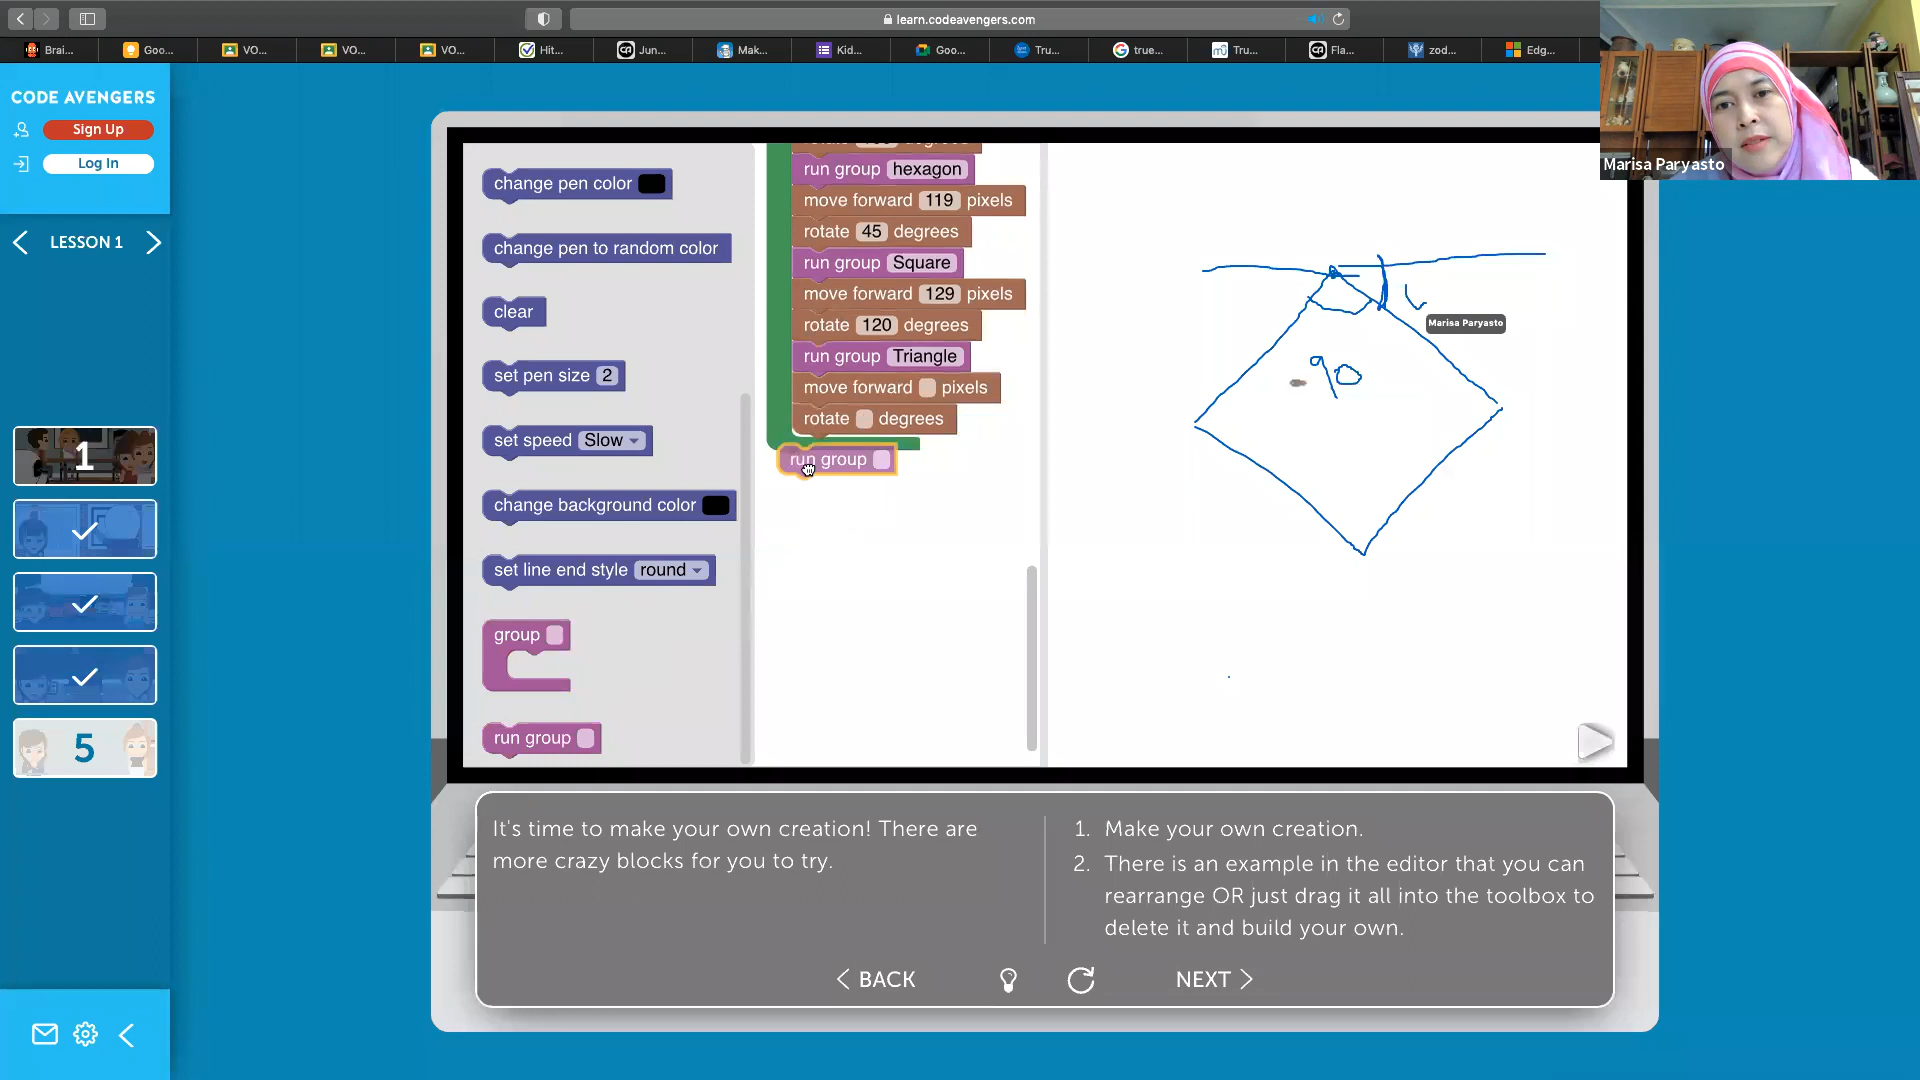 learn.codeavengers.com
Brai...
Goo...
VO...
VO...
VO...
Hit...
Jun...
Mak...
Kid...
Goo...
Tru...
true...
Tru...
Fla...
zod...
Edg...
Marisa Paryasto
CODE AVENGERS
Sign Up
Log In
LESSON 1
1
5
change pen color
change pen to random color
clear
set pen size 2
set speed Slow
change background color
set line end style round
group
run group
run group hexagon
move forward 119 pixels
rotate 45 degrees
run group Square
move forward 129 pixels
rotate 120 degrees
run group Triangle
move forward pixels
rotate degrees
run group
Marisa Paryasto
90
It's time to make your own creation! There are
more crazy blocks for you to try.
1. Make your own creation.
2. There is an example in the editor that you can
rearrange OR just drag it all into the toolbox to
delete it and build your own.
BACK
NEXT